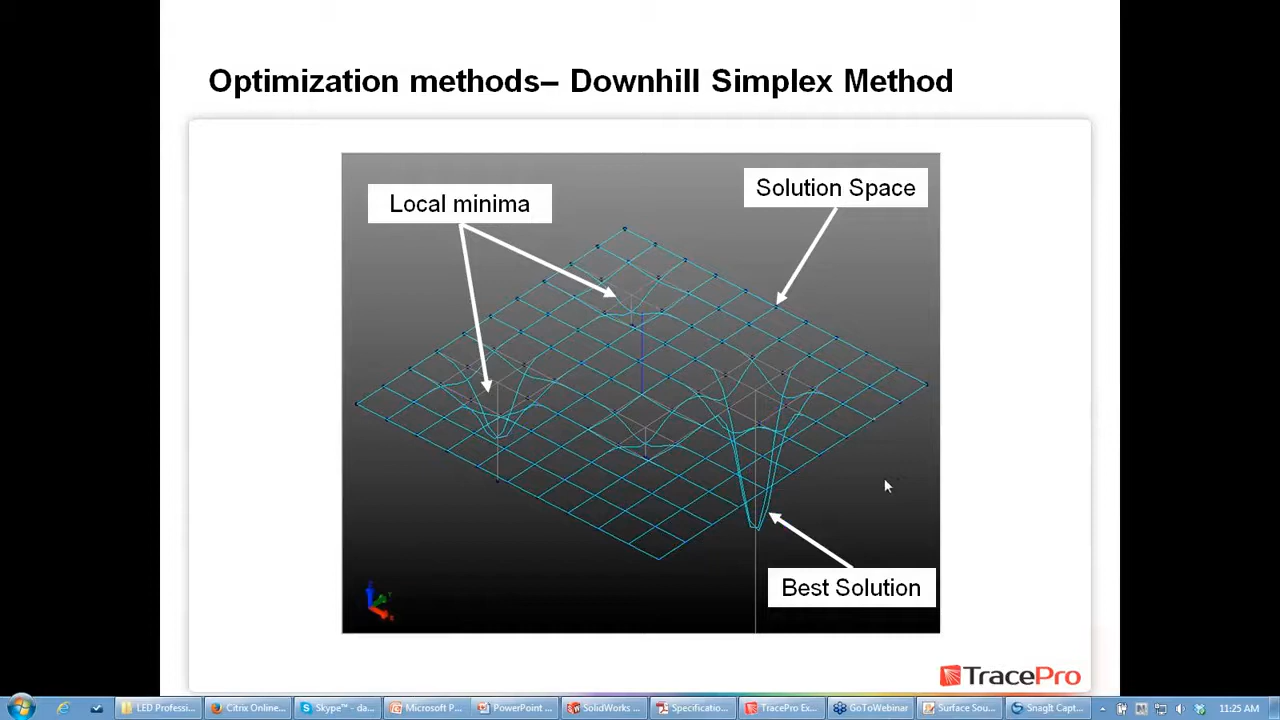 Optimization methods– Downhill Simplex Method
Local minima
Solution Space
Best Solution
TracePro
LED Professi...
Citrix Online...
Skype™ - da...
Microsoft P...
PowerPoint ...
SolidWorks ...
Specificatio...
TracePro Ex...
GoToWebinar
Surface Sou...
SnagIt Capt...
11:25 AM